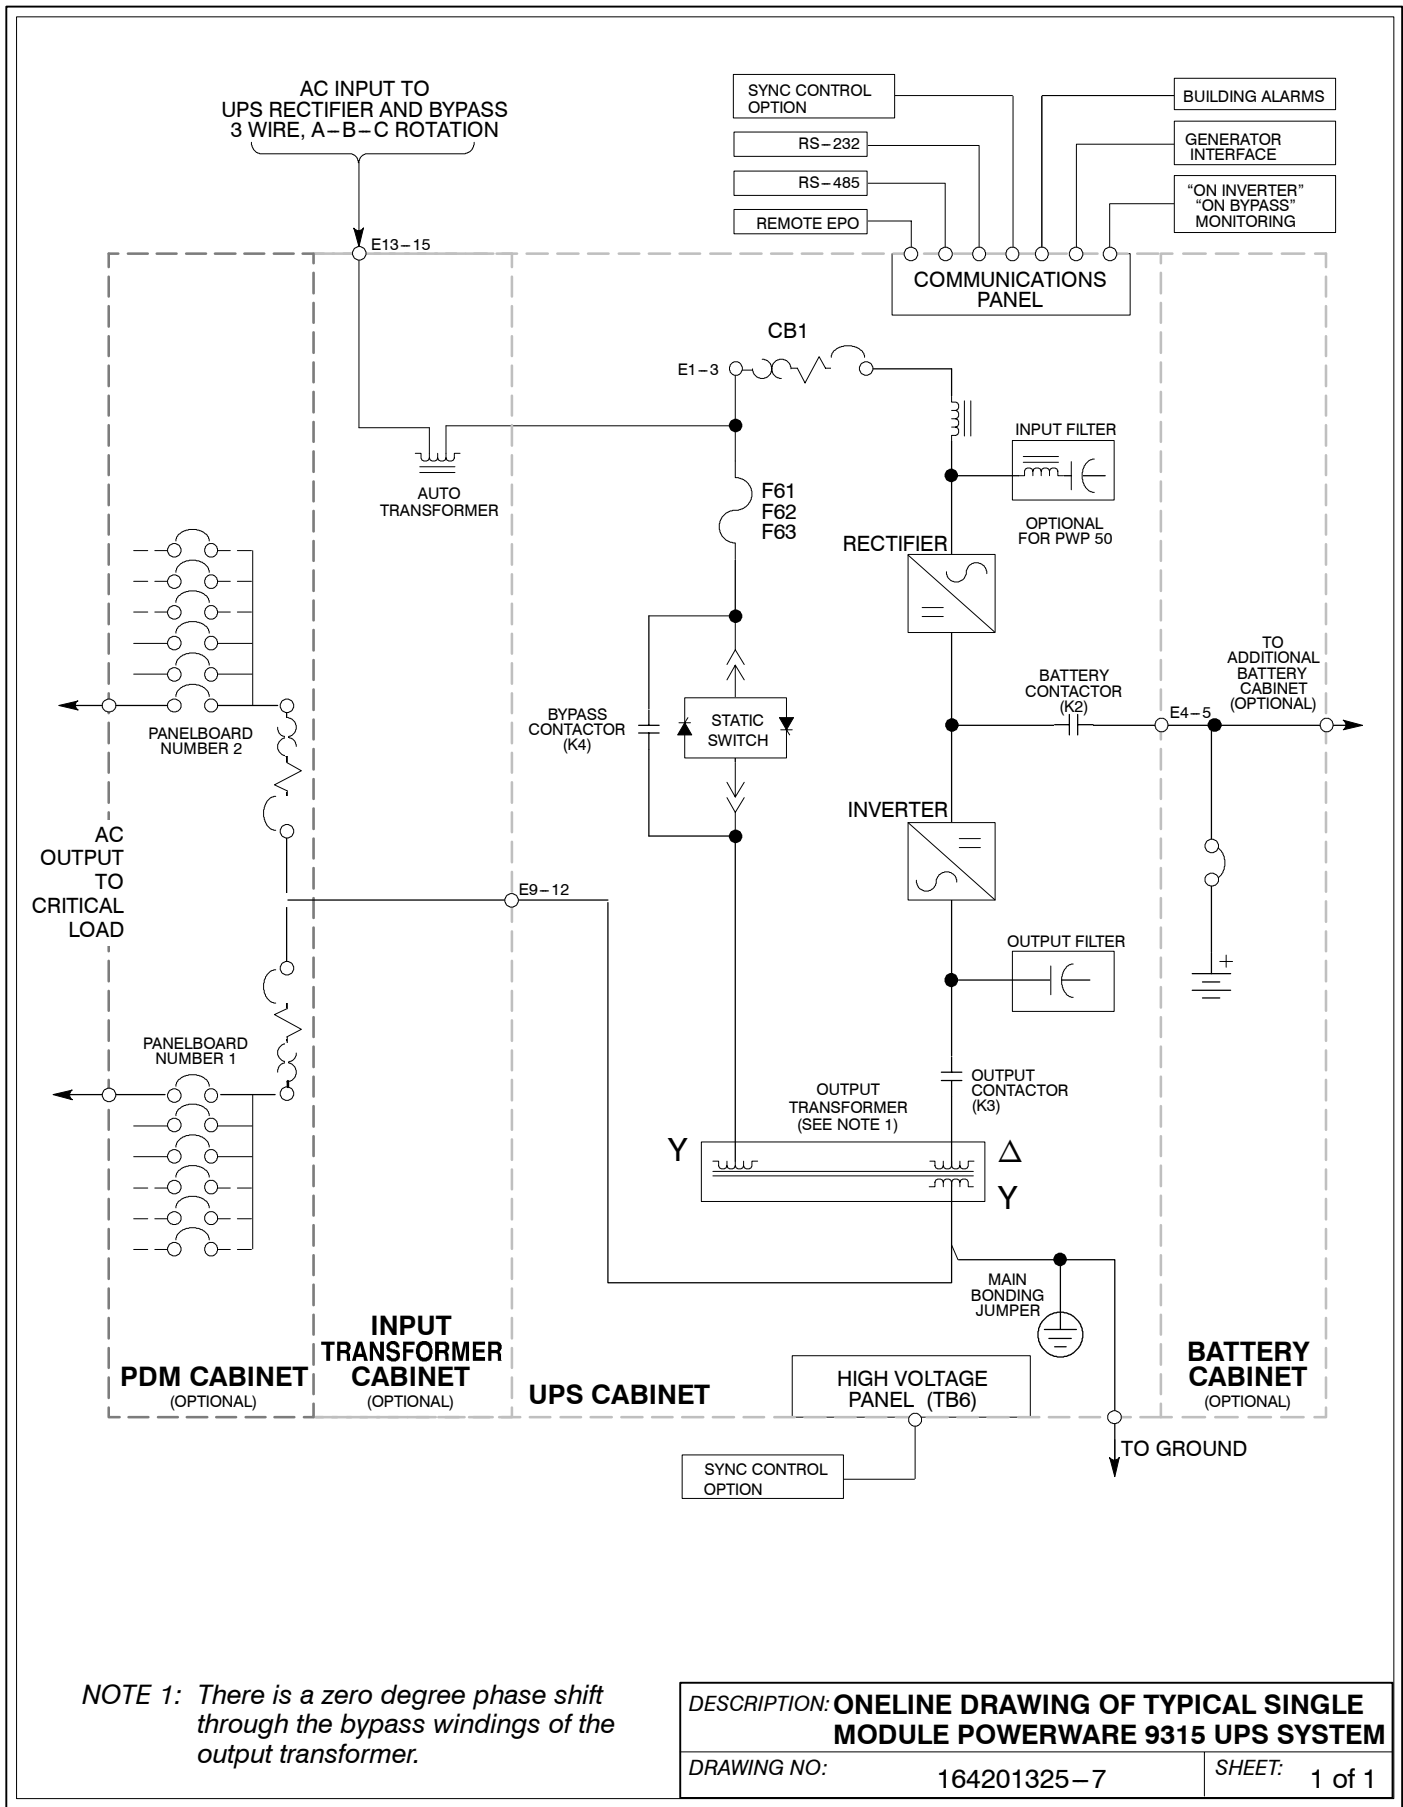 AC INPUT TO
UPS RECTIFIER AND BYPASS
3 WIRE, A–B–C ROTATION
SYNC CONTROL
OPTION
RS–232
RS–485
REMOTE EPO
BUILDING ALARMS
GENERATOR
INTERFACE
“ON INVERTER”
“ON BYPASS”
MONITORING
E13–15
COMMUNICATIONS
PANEL
CB1
E1–3
INPUT FILTER
OPTIONAL
FOR PWP 50
AUTO
TRANSFORMER
F61
F62
F63
RECTIFIER
BATTERY
CONTACTOR
(K2)
E4–5
TO
ADDITIONAL
BATTERY
CABINET
(OPTIONAL)
BYPASS
CONTACTOR
(K4)
STATIC
SWITCH
PANELBOARD
NUMBER 2
INVERTER
AC
OUTPUT
TO
CRITICAL
LOAD
E9–12
OUTPUT FILTER
+
PANELBOARD
NUMBER 1
OUTPUT
TRANSFORMER
(SEE NOTE 1)
OUTPUT
CONTACTOR
(K3)
Y
Δ
Y
MAIN
BONDING
JUMPER
PDM CABINET
(OPTIONAL)
INPUT
TRANSFORMER
CABINET
(OPTIONAL)
UPS CABINET
HIGH VOLTAGE
PANEL (TB6)
BATTERY
CABINET
(OPTIONAL)
TO GROUND
SYNC CONTROL
OPTION
NOTE 1: There is a zero degree phase shift
through the bypass windings of the
output transformer.
DESCRIPTION: ONELINE DRAWING OF TYPICAL SINGLE
MODULE POWERWARE 9315 UPS SYSTEM
DRAWING NO: 164201325–7
SHEET: 1 of 1